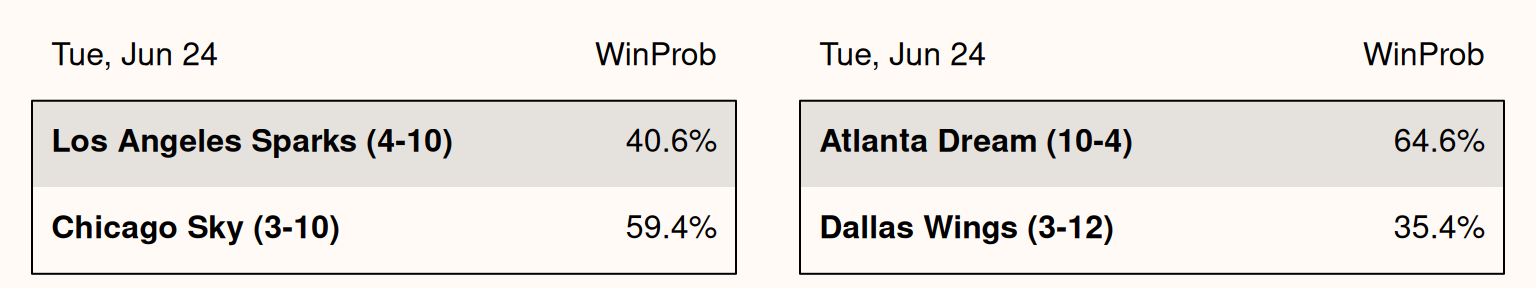 Tue, Jun 24 WinProb
Los Angeles Sparks (4-10) 40.6%
Chicago Sky (3-10) 59.4%
Tue, Jun 24 WinProb
Atlanta Dream (10-4) 64.6%
Dallas Wings (3-12) 35.4%